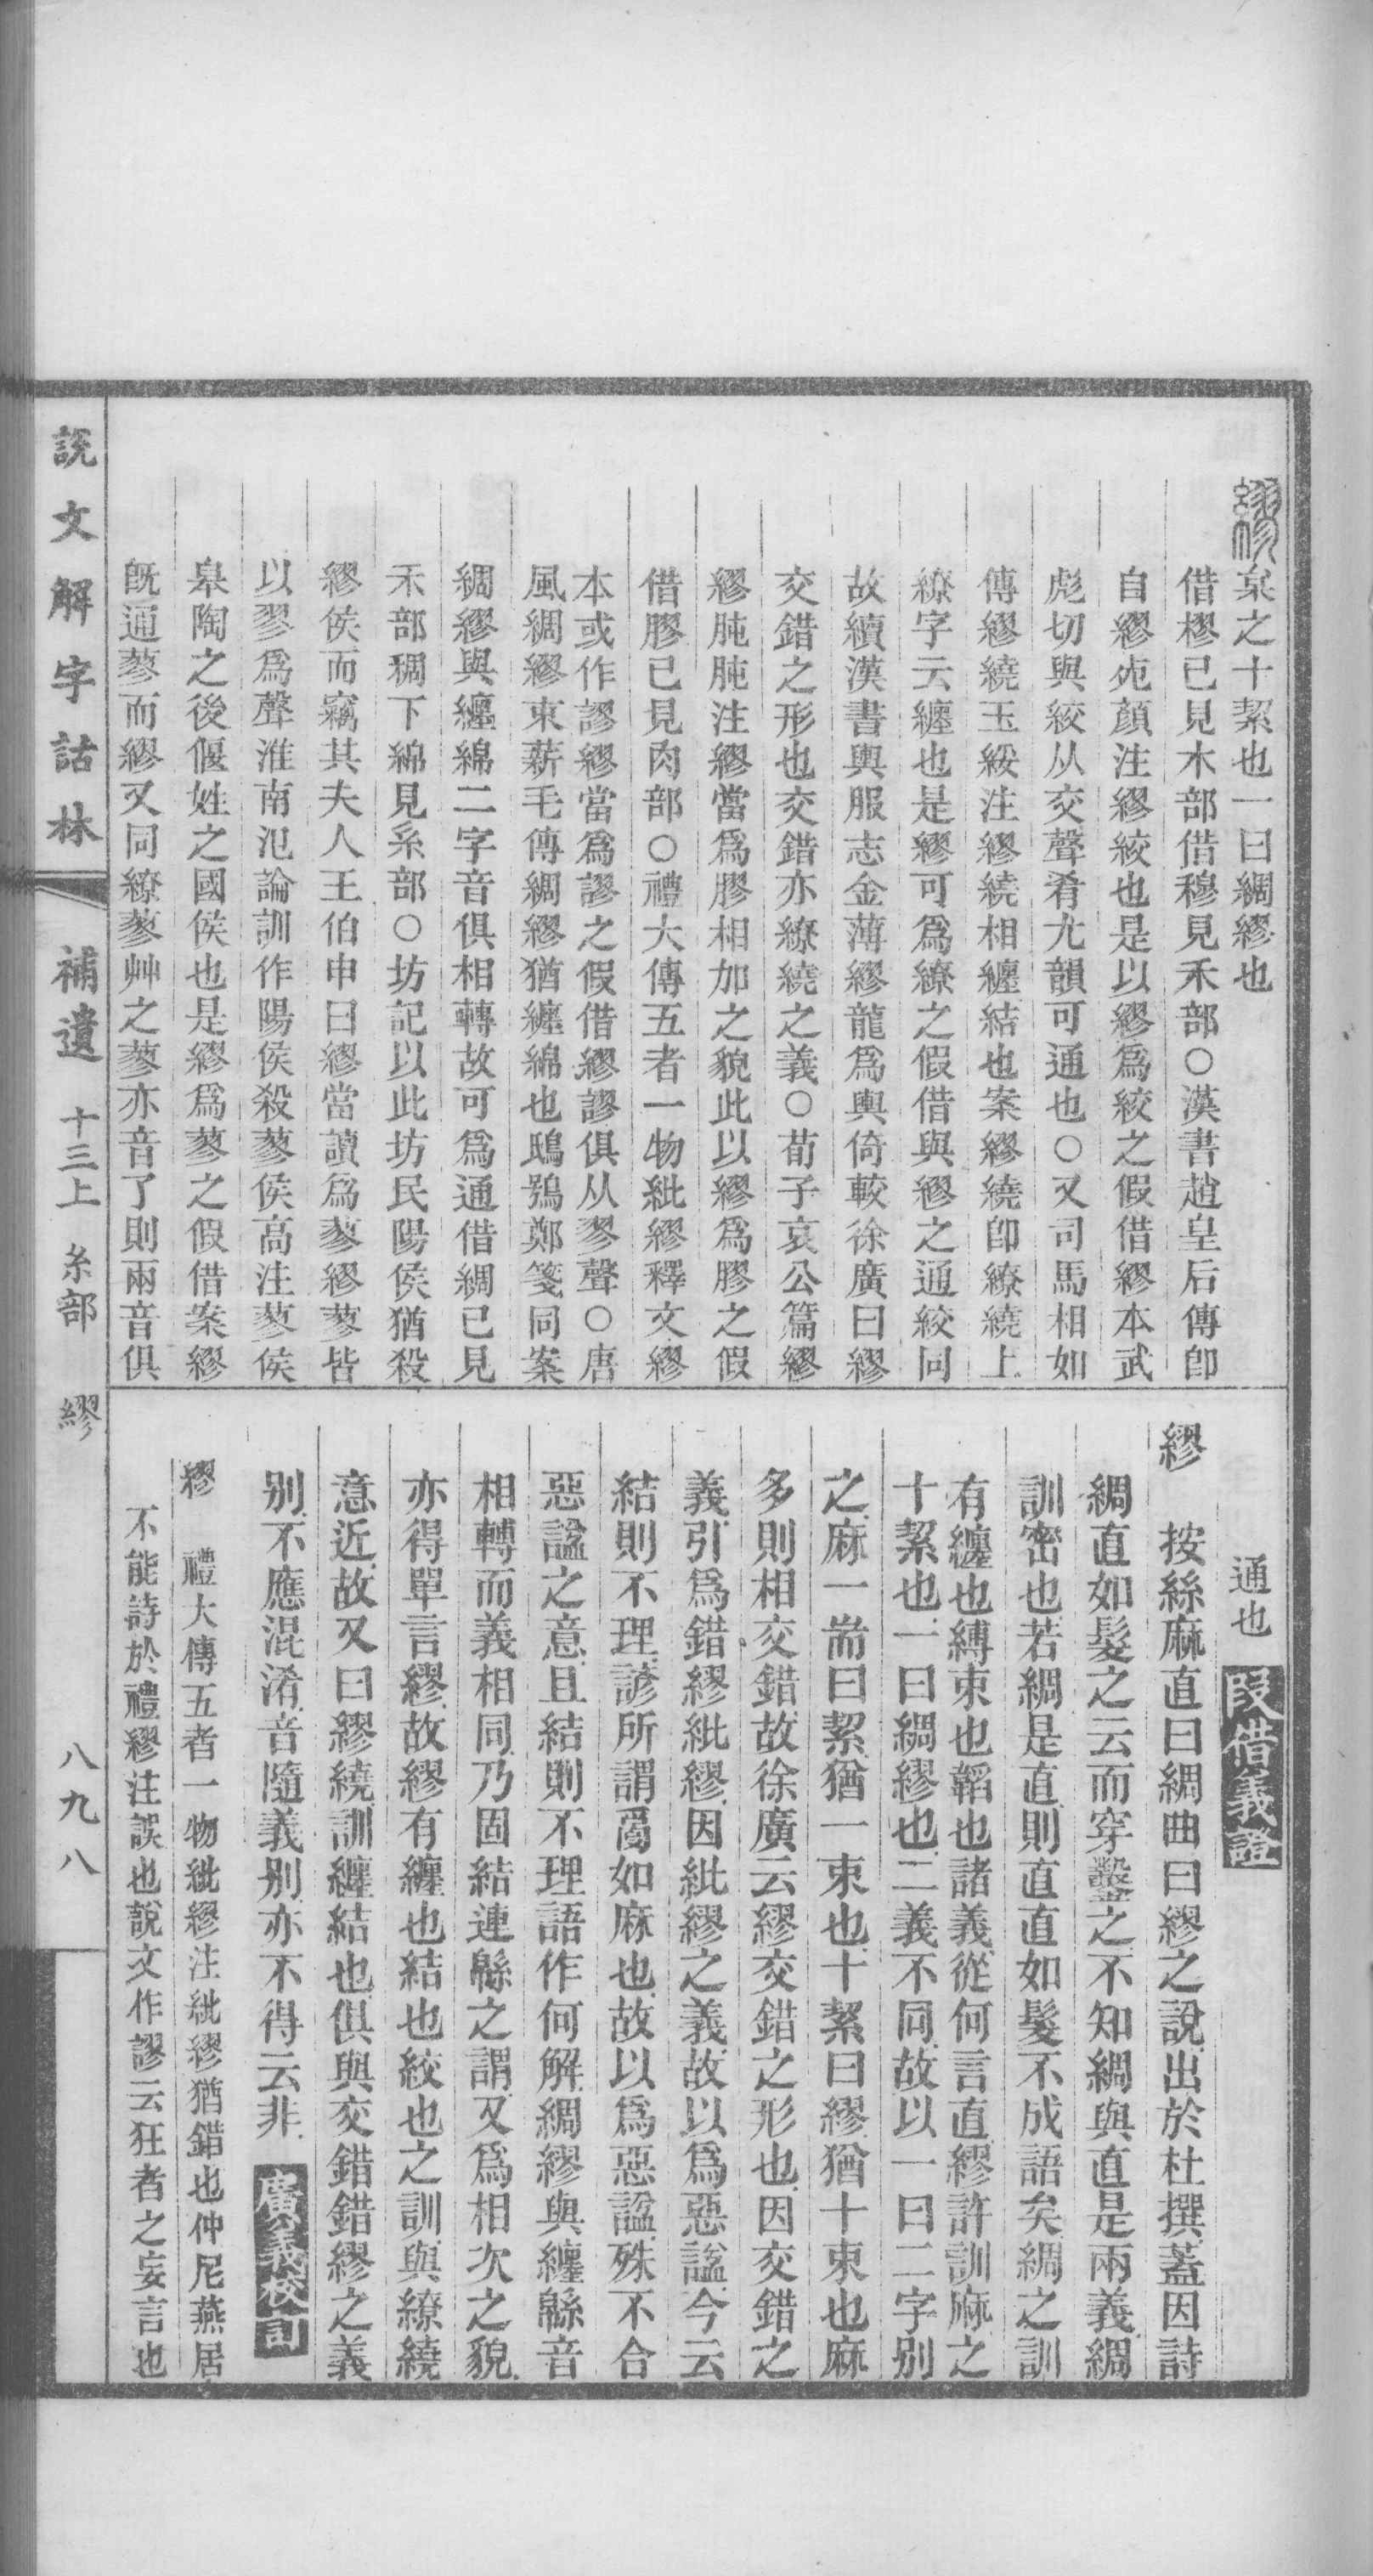 繆枲之十絜也一曰綢繆也
借樛已見木部借穆見禾部○漢書趙皇后傳卽
自繆死顏注繆絞也是以繆爲絞之假借繆本武
彪切與絞从交聲肴尤韻可通也○又司馬相如
傳繆繞玉綏注繆繞相纏結也案繆繞卽繚繞上
繚字云纏也是繆可爲繚之假借與繆之通絞同
故續漢書輿服志金薄繆龍爲輿倚較徐廣曰繆
交錯之形也交錯亦繚繞之義○荀子哀公篇繆
繆肫肫注繆當爲膠相加之貌此以繆爲膠之假
借膠已見肉部○禮大傳五者一物紕繆釋文繆
本或作謬繆當爲謬之假借繆謬俱从翏聲○唐
風綢繆束薪毛傳綢繆猶纏綿也鴟鴞鄭箋同案
綢繆與纏綿二字音俱相轉故可爲通借綢已見
禾部稠下綿見系部○坊記以此坊民陽侯猶殺
繆侯而竊其夫人王伯申曰繆當讀爲蓼繆蓼皆
以翏爲聲淮南氾論訓作陽侯殺蓼侯高注蓼侯
皋陶之後偃姓之國侯也是繆爲蓼之假借案繆
旣通蓼而繆又同繚蓼艸之蓼亦音了則兩音俱
通也 叚借義證
繆 按絲麻直曰綢曲曰繆之說出於杜撰蓋因詩
綢直如髮之云而穿鑿之不知綢與直是兩義綢
訓密也若綢是直則直直如髮不成語矣綢之訓
有纏也縛束也韜也諸義從何言直繆許訓麻之
十絜也一曰綢繆也二義不同故以一曰二字別
之麻一耑曰絜猶一束也十絜曰繆猶十束也麻
多則相交錯故徐廣云繆交錯之形也因交錯之
義引爲錯繆紕繆因紕繆之義故以爲惡謚今云
結則不理諺所謂亂如麻也故以爲惡謚殊不合
惡謚之意且結則不理語作何解綢繆與纏緜音
相轉而義相同乃固結連緜之謂又爲相次之貌
亦得單言繆故繆有纏也結也絞也之訓與繚繞
意近故又曰繆繞訓纏結也俱與交錯錯繆之義
別不應混淆音隨義別亦不得云非 廣義校訂
繆 禮大傳五者一物紕繆注紕繆猶錯也仲尼燕居
不能詩於禮繆注誤也說文作謬云狂者之妄言也
說文解字詁林 補遺 十三上 糸部 繆 八九八